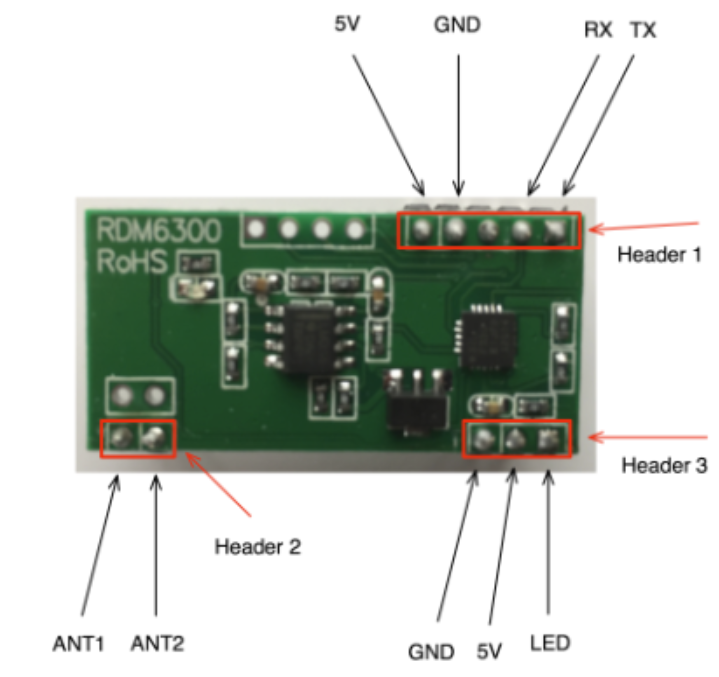 5V GND RX TX
RDM6300
RoHS
Header 1
Header 2
Header 3
ANT1 ANT2
GND 5V LED